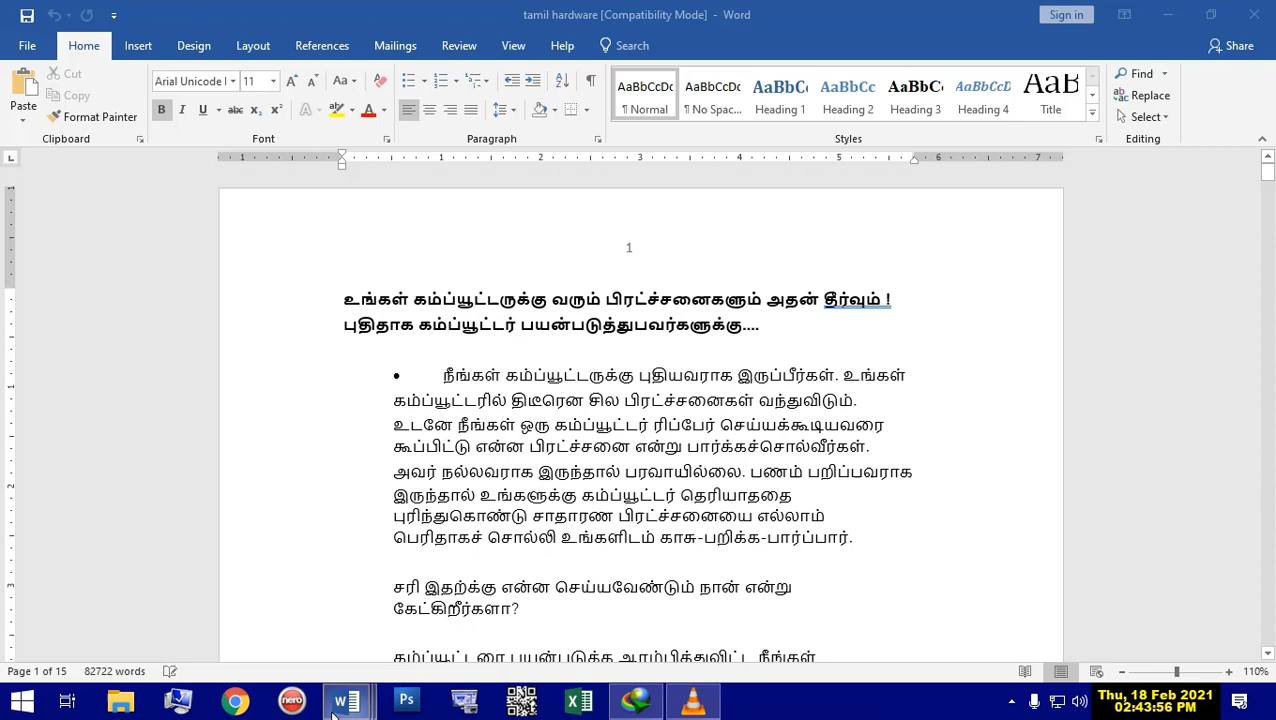 tamil hardware [Compatibility Mode] - Word
Sign in
File Home Insert Design Layout References Mailings Review View Help Search Share
Paste
Cut
Copy
Format Painter
Clipboard
Arial Unicode 11
Font
Paragraph
AaBbCcDc AaBbCcDc AaBbC AaBbCc AaBbC AaBbCcD AaB
¶ Normal ¶ No Spac... Heading 1 Heading 2 Heading 3 Heading 4 Title
Styles
Find
Replace
Select
Editing
1
உங்கள் கம்ப்யூட்டருக்கு வரும் பிரட்ச்சனைகளும் அதன் தீர்வும் !
புதிதாக கம்ப்யூட்டர் பயன்படுத்துபவர்களுக்கு....
• நீங்கள் கம்ப்யூட்டருக்கு புதியவராக இருப்பீர்கள். உங்கள்
கம்ப்யூட்டரில் திடீரென சில பிரட்ச்சனைகள் வந்துவிடும்.
உடனே நீங்கள் ஒரு கம்ப்யூட்டர் ரிப்பேர் செய்யக்கூடியவரை
கூப்பிட்டு என்ன பிரட்ச்சனை என்று பார்க்கச்சொல்வீர்கள்.
அவர் நல்லவராக இருந்தால் பரவாயில்லை. பணம் பறிப்பவராக
இருந்தால் உங்களுக்கு கம்ப்யூட்டர் தெரியாததை
புரிந்துகொண்டு சாதாரண பிரட்ச்சனையை எல்லாம்
பெரிதாகச் சொல்லி உங்களிடம் காசு-பறிக்க-பார்ப்பார்.
சரி இதற்க்கு என்ன செய்யவேண்டும் நான் என்று
கேட்கிறீர்களா?
கம்ப்யூட்டரை பயன்படுத்த ஆரம்பித்துவிட்ட நீங்கள்
Page 1 of 15 82722 words 110%
Thu, 18 Feb 2021
02:43:56 PM